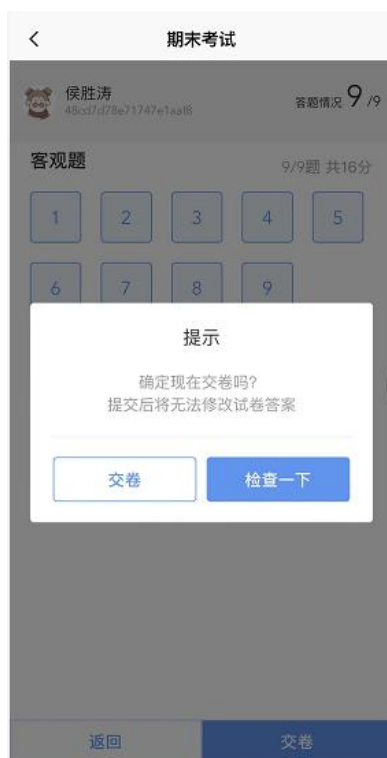 期末考试
侯胜涛
答题情况 9 /9
客观题
9/9题 共16分
1 2 3 4 5
6 7 8 9
提示
确定现在交卷吗?
提交后将无法修改试卷答案
交卷 检查一下
返回 交卷